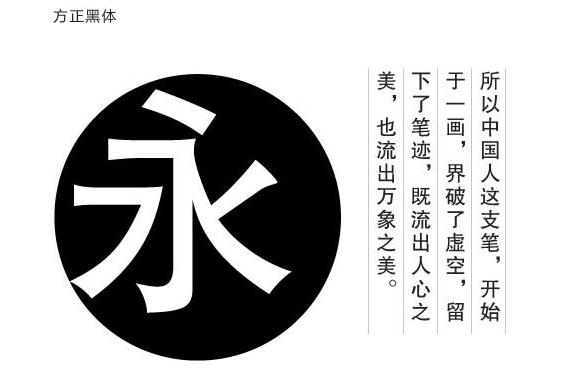 方正黑体
永
所以中国人这支笔，开始
于一画，界破了虚空，留
下了笔迹，既流出人心之
美，也流出万象之美。